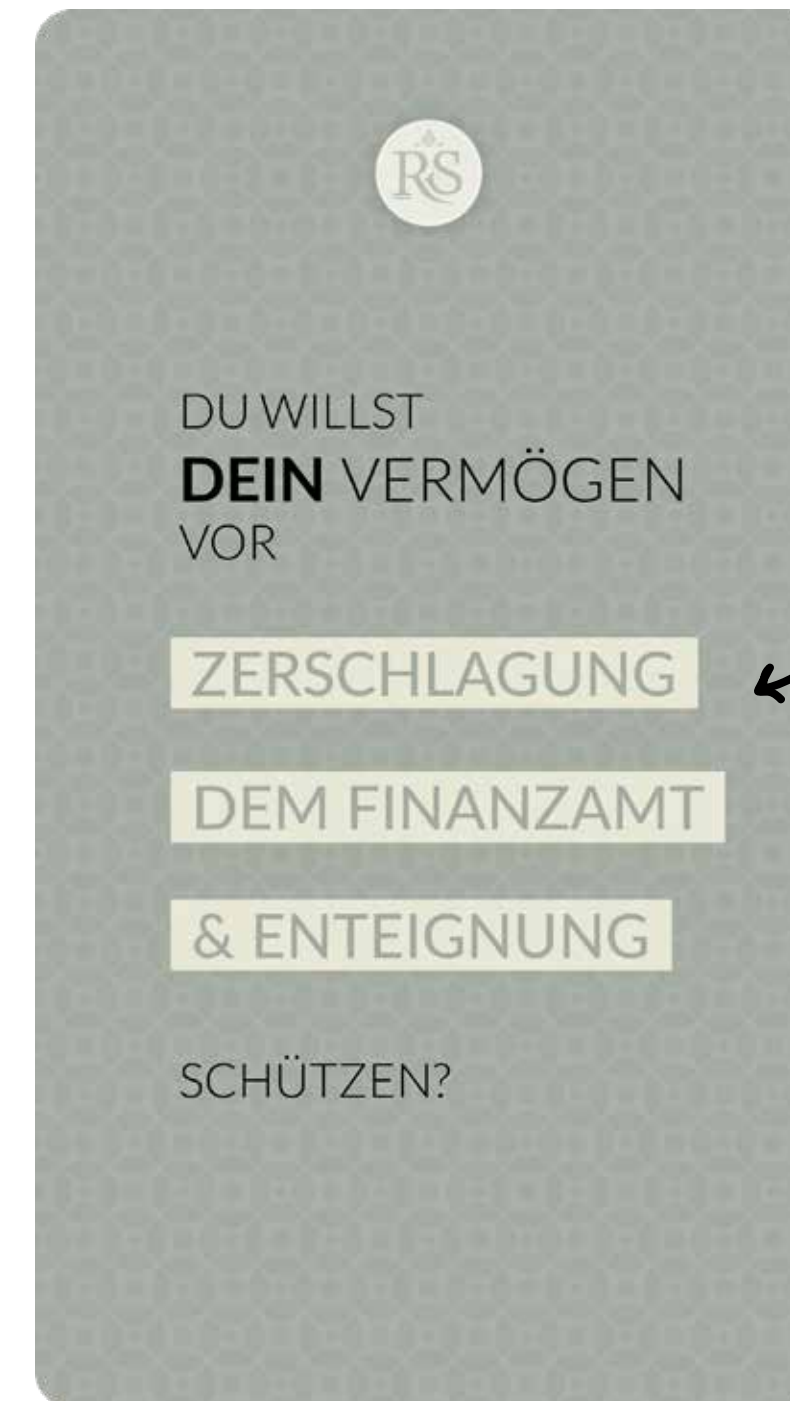 RS
DU WILLST
DEIN VERMÖGEN
VOR
ZERSCHLAGUNG
DEM FINANZAMT
& ENTEIGNUNG
SCHÜTZEN?